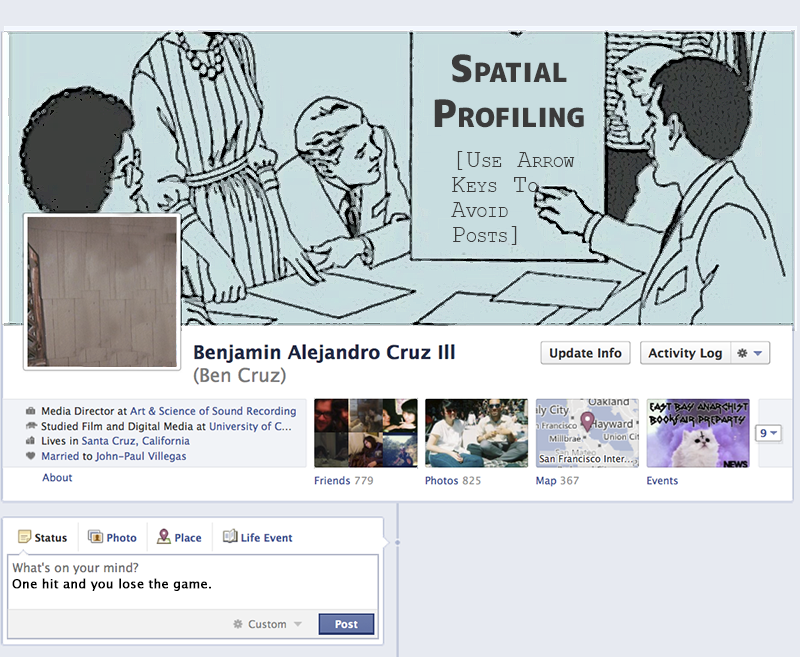 Spatial
Profiling
[Use Arrow
Keys To
Avoid
Posts]
Benjamin Alejandro Cruz Ill
(Ben Cruz)
Update Info
Activity Log
Media Director at Art & Science of Sound Recording
Studied Film and Digital Media at University of C...
Lives in Santa Cruz, California
Married to John-Paul Villegas
About
Oakland
ly City
n Francisco
Hayward
Millbrae
Union Cit
San Mateo
San Francisco Inter...
EAST BAY ANARCHIST
BOOKFAIR PREPARTY
NEWS
9
Friends 779
Photos 825
Map 367
Events
Status
Photo
Place
Life Event
What's on your mind?
One hit and you lose the game.
Custom
Post